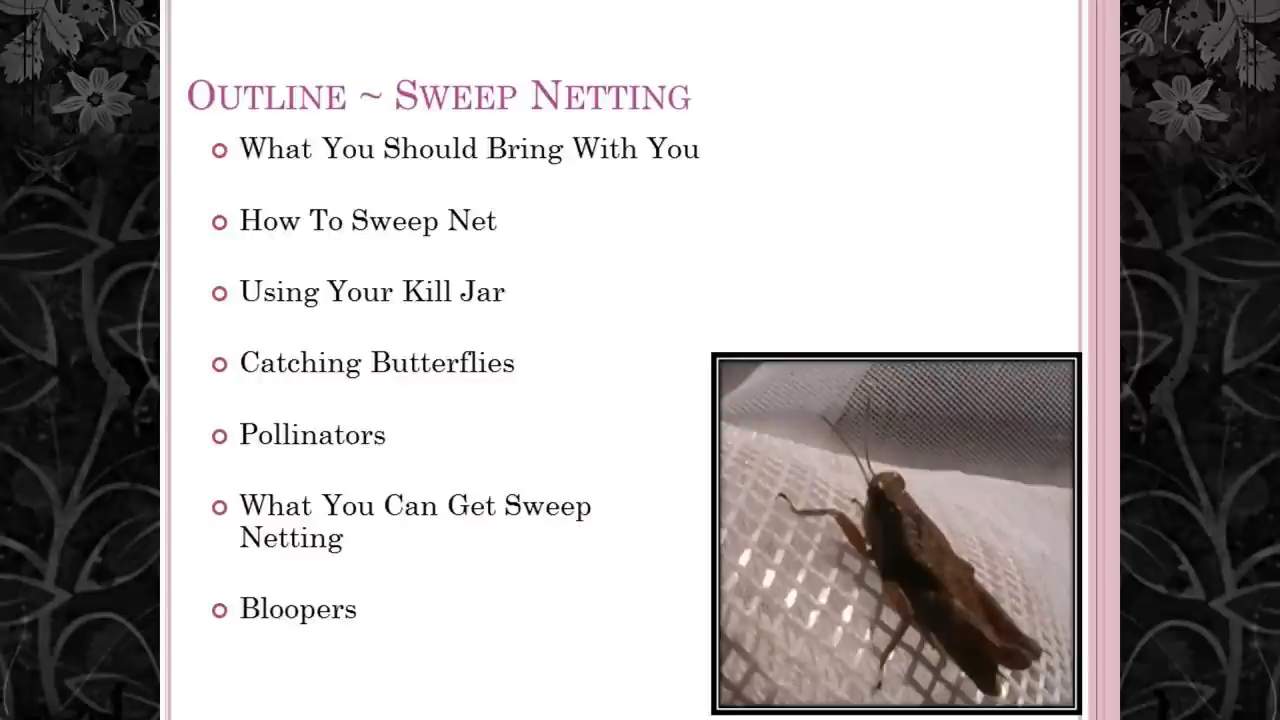 Outline ~ Sweep Netting
What You Should Bring With You
How To Sweep Net
Using Your Kill Jar
Catching Butterflies
Pollinators
What You Can Get Sweep
Netting
Bloopers